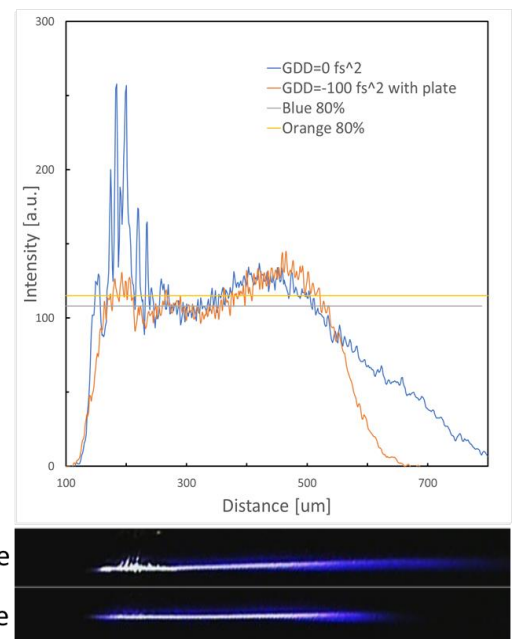 300
GDD=0 fs^2
GDD=-100 fs^2 with plate
Blue 80%
Orange 80%
200
Intensity [a.u.]
100
0
100 300 500 700
Distance [um]
e
e